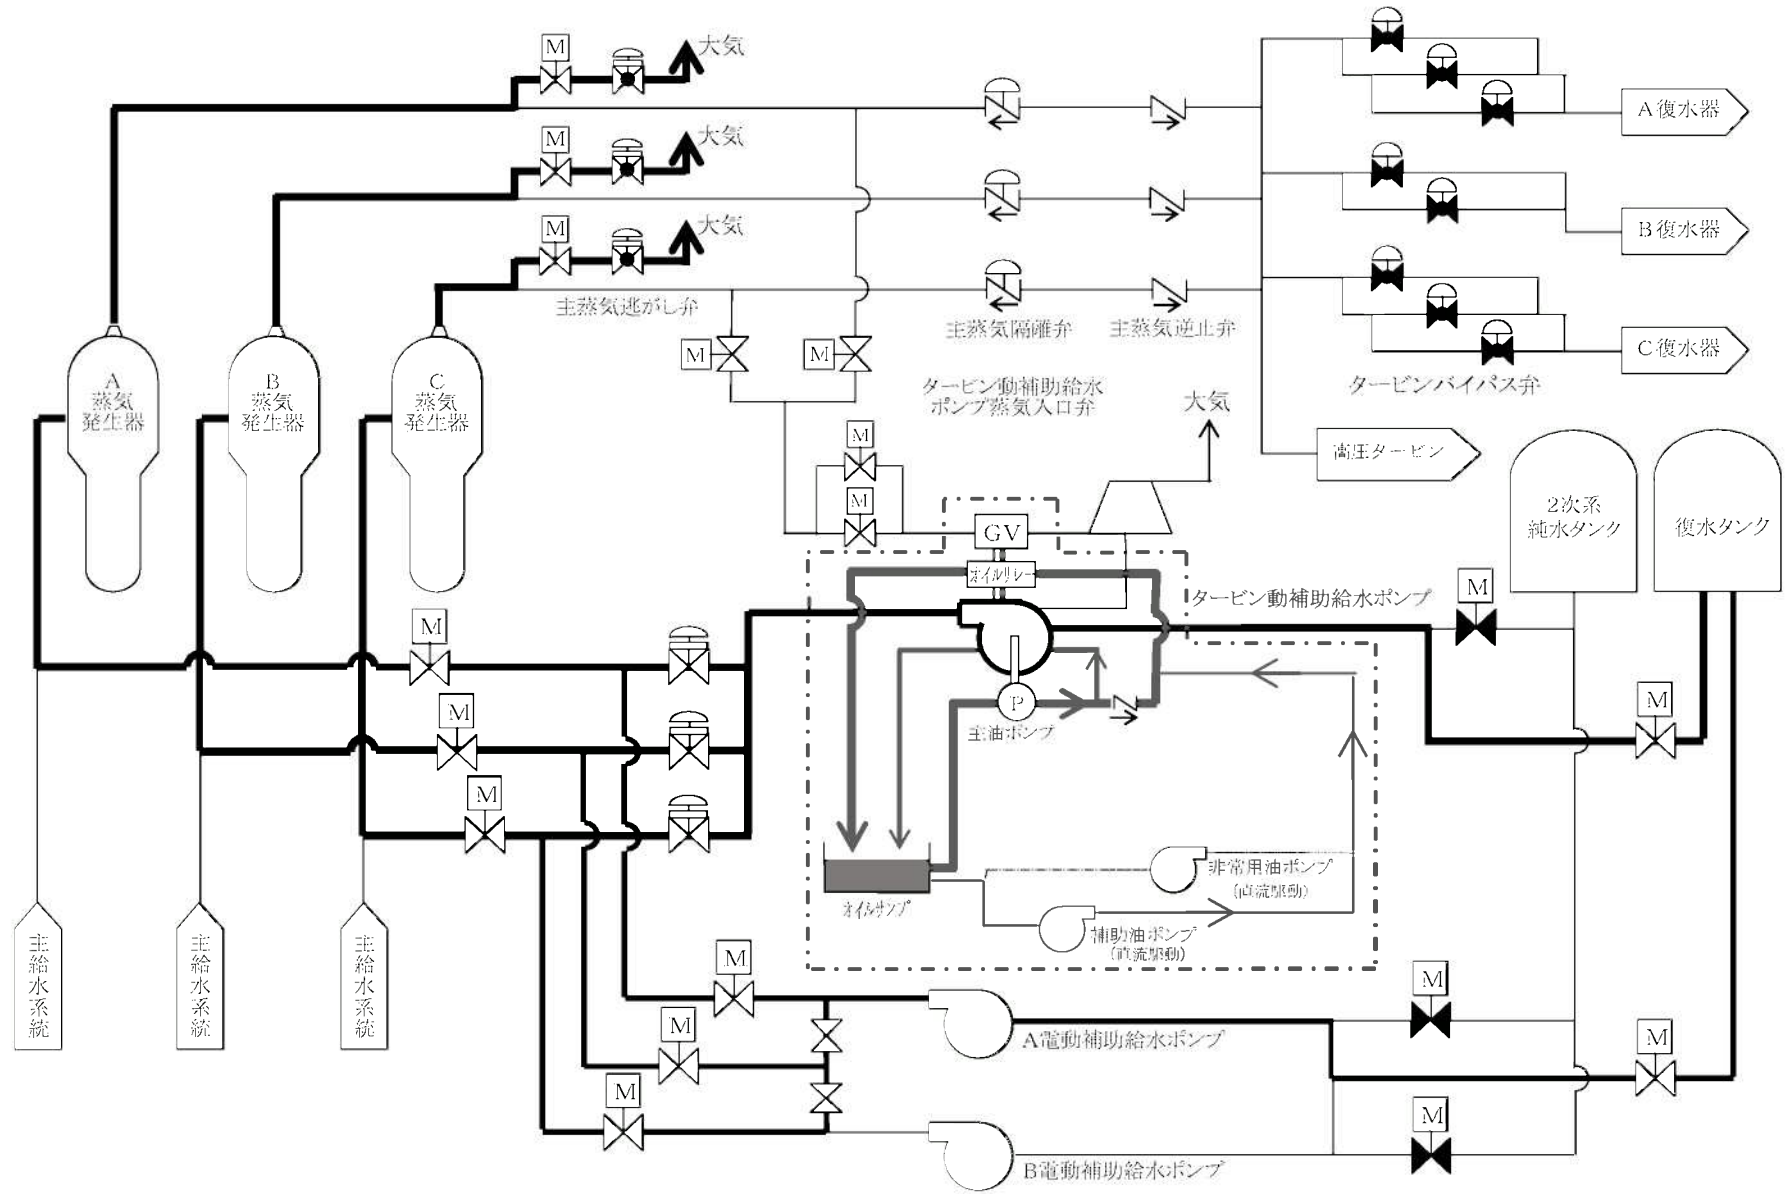 M
大気
M
大気
M
大気
主蒸気逃がし弁
主蒸気隔離弁
主蒸気逆止弁
A復水器
B復水器
C復水器
タービンバイパス弁
高圧タービン
A
蒸気
発生器
B
蒸気
発生器
C
蒸気
発生器
M
M
タービン動補助給水
ポンプ蒸気入口弁
大気
M
M
GV
オイルリレー
2次系
純水タンク
復水タンク
タービン動補助給水ポンプ
M
M
M
M
M
P
主油ポンプ
オイルサンプ
非常用油ポンプ
(直流駆動)
補助油ポンプ
(直流駆動)
主給水系統
主給水系統
主給水系統
M
M
M
A電動補助給水ポンプ
B電動補助給水ポンプ
M
M
M